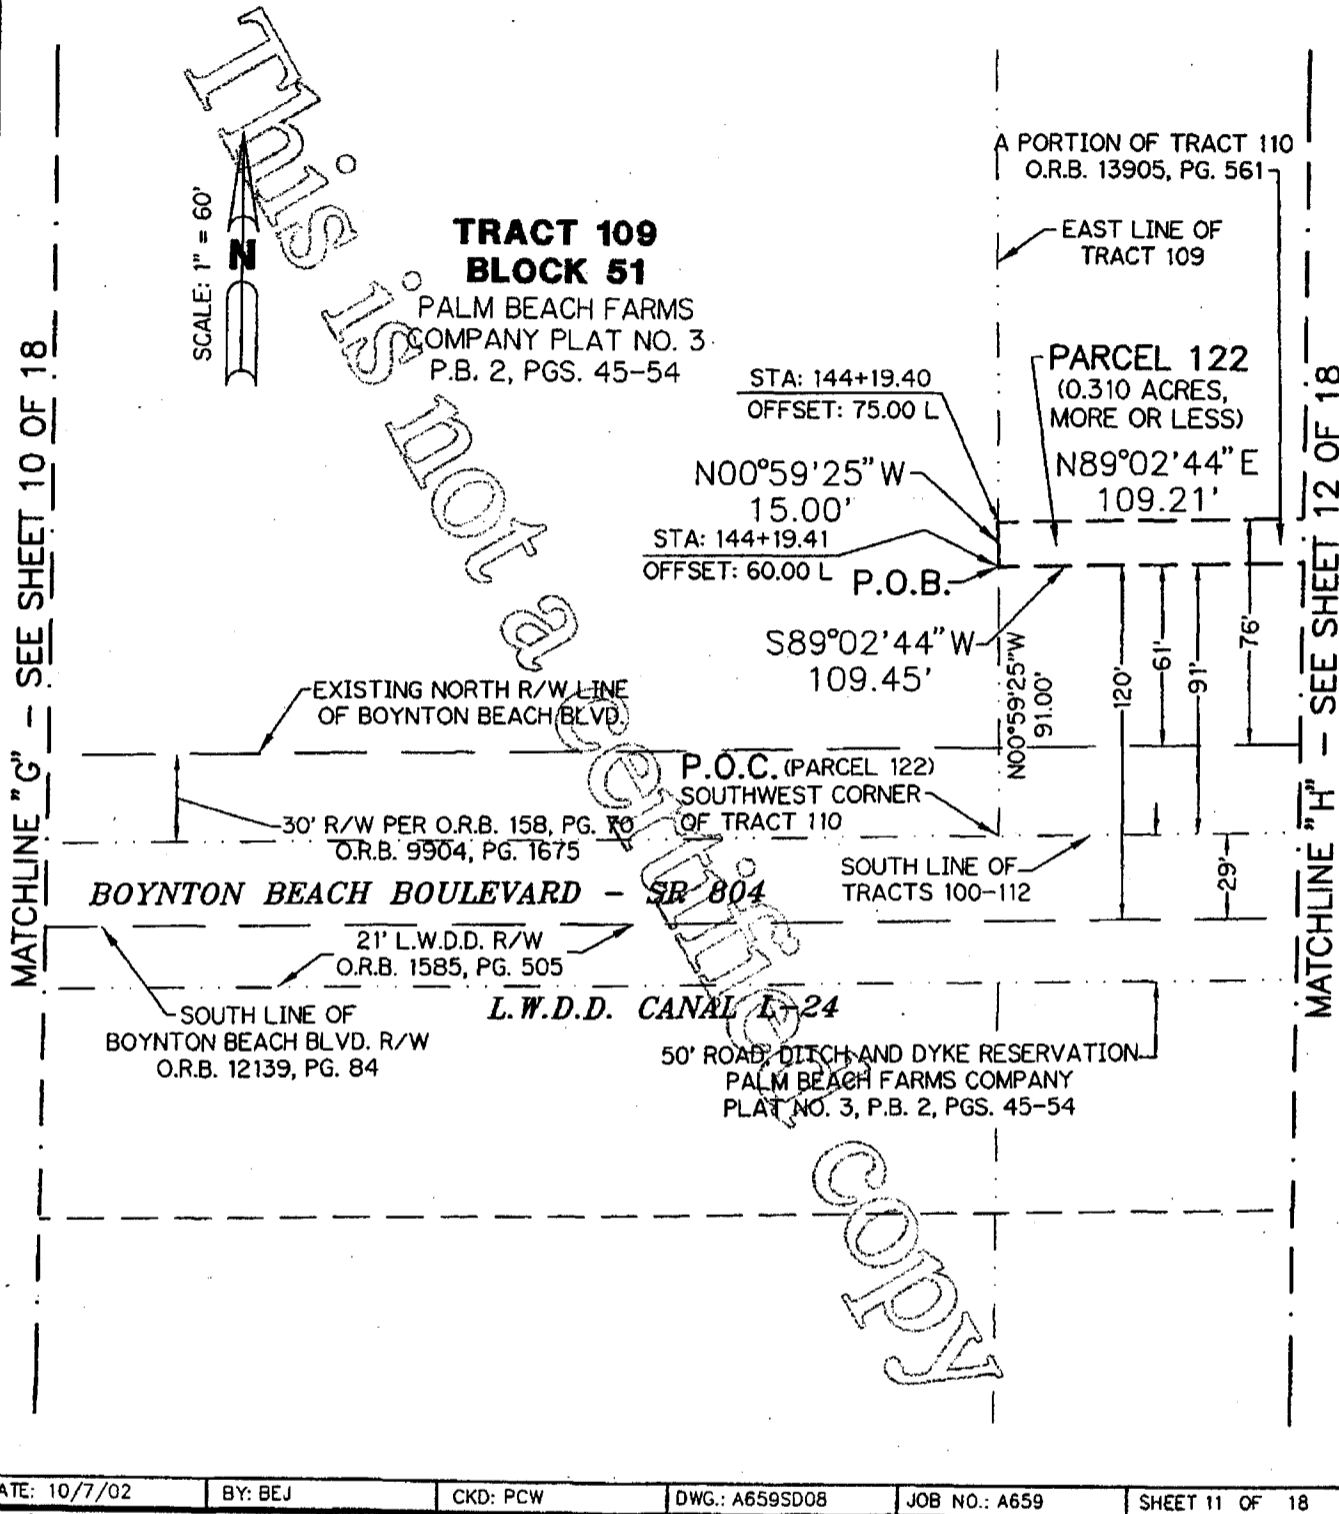 A PORTION OF TRACT 110
O.R.B. 13905, PG. 561
EAST LINE OF
TRACT 109
SCALE: 1" = 60'
N
TRACT 109
BLOCK 51
PALM BEACH FARMS
COMPANY PLAT NO. 3
P.B. 2, PGS. 45-54
PARCEL 122
(0.310 ACRES,
MORE OR LESS)
N89°02'44" E
109.21'
STA: 144+19.40
OFFSET: 75.00 L
N00°59'25" W
15.00'
STA: 144+19.41
OFFSET: 60.00 L
P.O.B.
S89°02'44" W
109.45'
N00°59'25"W
91.00'
120'
61'
91'
76'
29'
MATCHLINE "G" - SEE SHEET 10 OF 18
MATCHLINE "H" - SEE SHEET 12 OF 18
EXISTING NORTH R/W LINE
OF BOYNTON BEACH BLVD.
P.O.C. (PARCEL 122)
SOUTHWEST CORNER
OF TRACT 110
30' R/W PER O.R.B. 158, PG. 70
O.R.B. 9904, PG. 1675
SOUTH LINE OF
TRACTS 100-112
BOYNTON BEACH BOULEVARD - SR 804
21' L.W.D.D. R/W
O.R.B. 1585, PG. 505
L.W.D.D. CANAL L-24
SOUTH LINE OF
BOYNTON BEACH BLVD. R/W
O.R.B. 12139, PG. 84
50' ROAD, DITCH AND DYKE RESERVATION
PALM BEACH FARMS COMPANY
PLAT NO. 3, P.B. 2, PGS. 45-54
This is not a certified copy
ATE: 10/7/02
BY: BEJ
CKD: PCW
DWG.: A659SD08
JOB NO.: A659
SHEET 11 OF 18